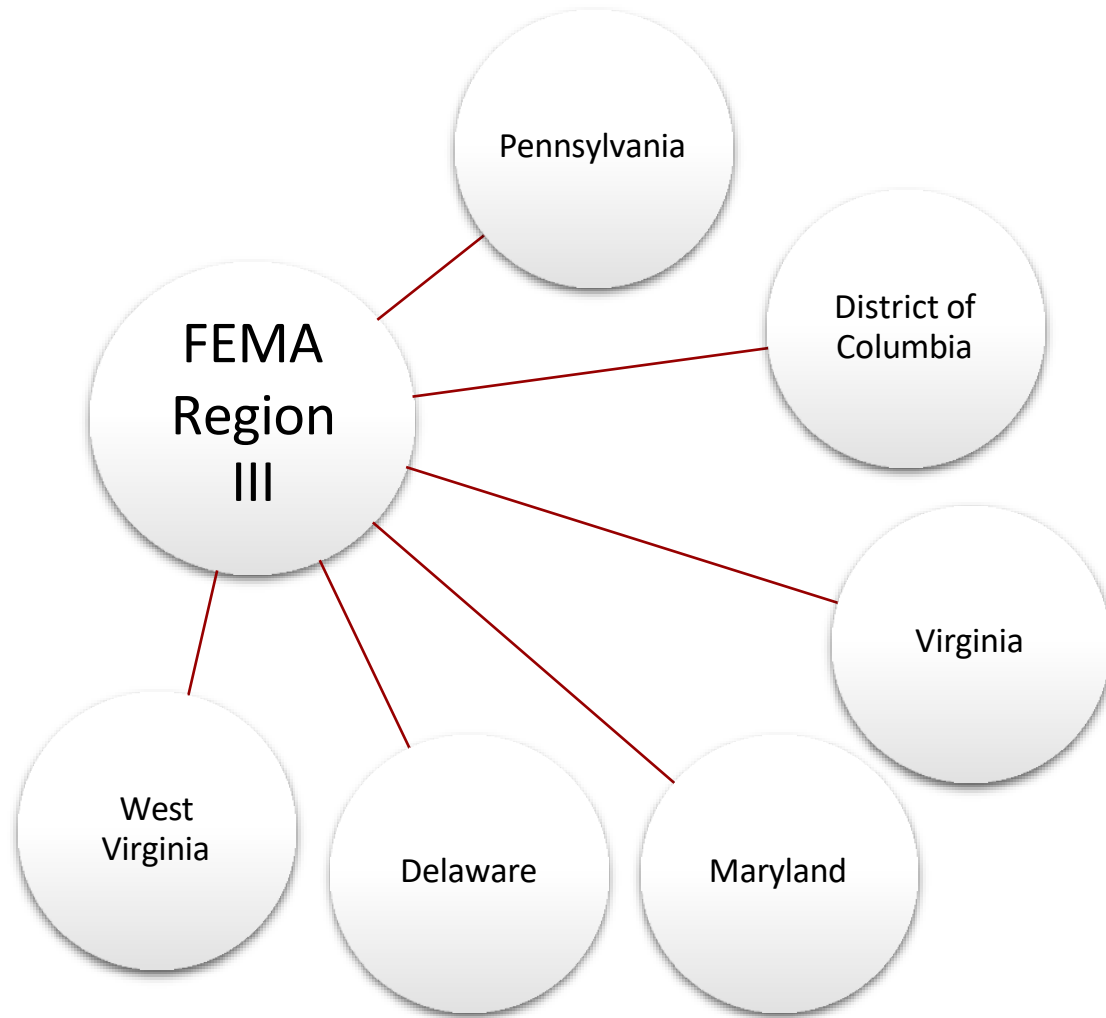 Pennsylvania
District of
Columbia
FEMA
Region
III
Virginia
West
Virginia
Delaware
Maryland